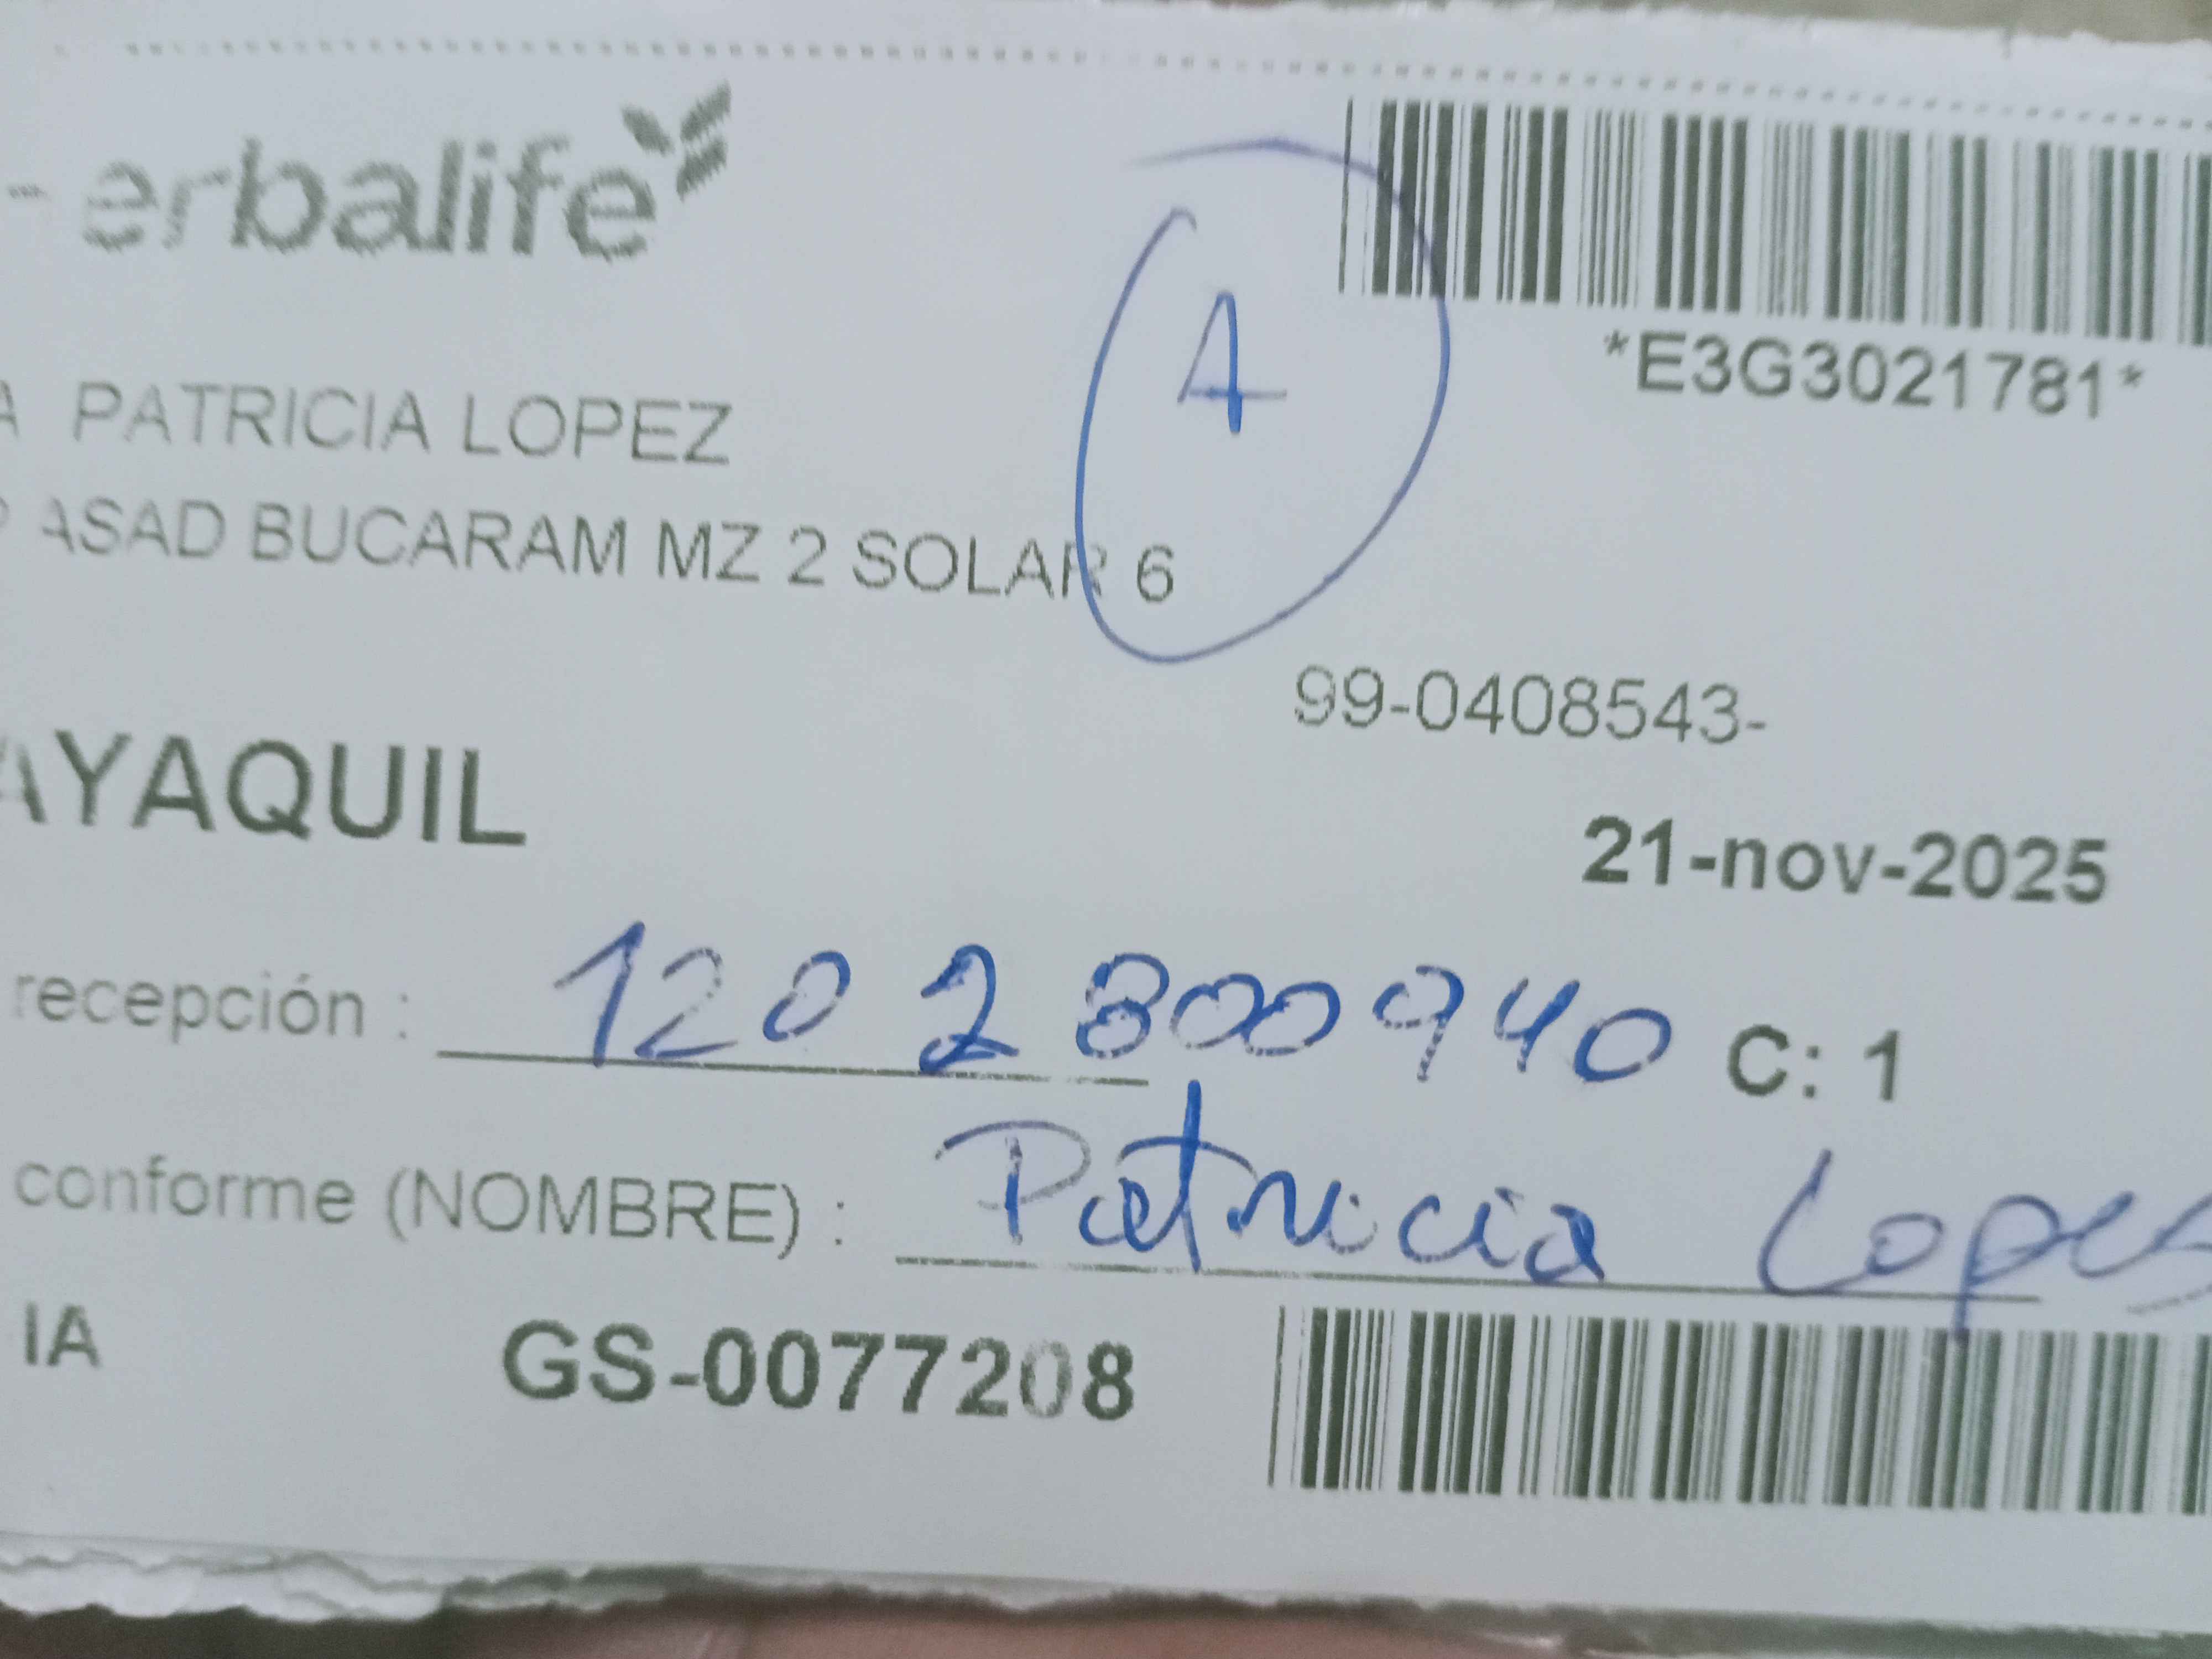 erbalife
A
*E3G3021781*
A PATRICIA LOPEZ
ASAD BUCARAM MZ 2 SOLAR 6
99-0408543-
AYAQUIL
21-nov-2025
recepción : 1202800940 C: 1
conforme (NOMBRE) : Patricia Lopez
IA GS-0077208